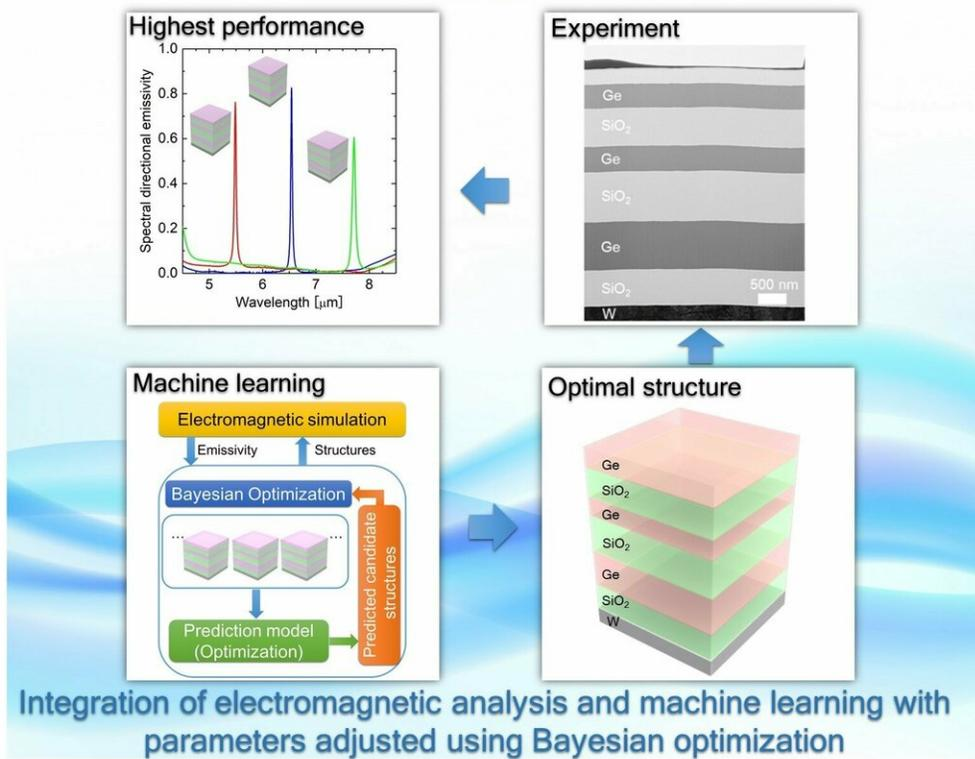 Highest performance
1.0
0.8
0.6
0.4
0.2
0.0
Spectral directional emissivity
5 6 7 8
Wavelength [μm]
Experiment
Ge
SiO₂
Ge
SiO₂
Ge
SiO₂
500 nm
W
Machine learning
Electromagnetic simulation
Emissivity Structures
Bayesian Optimization
... ...
Predicted candidate
structures
Prediction model
(Optimization)
Optimal structure
Ge
SiO₂
Ge
SiO₂
Ge
SiO₂
W
Integration of electromagnetic analysis and machine learning with
parameters adjusted using Bayesian optimization